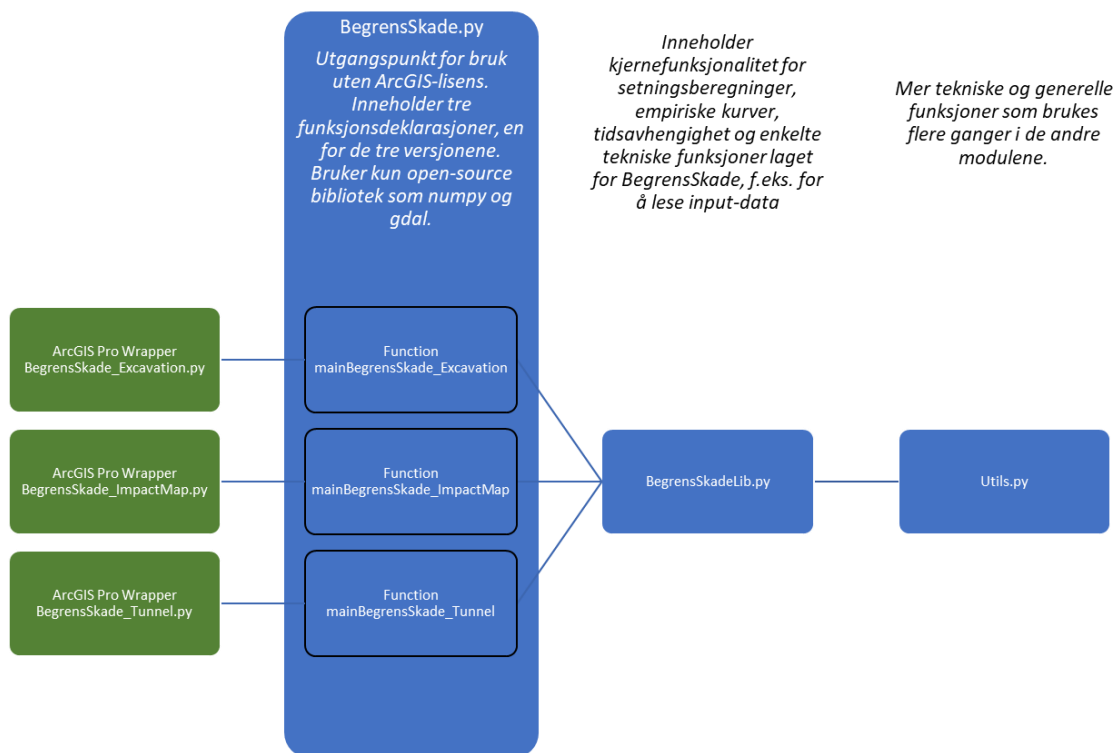 BegrensSkade.py
Utgangspunkt for bruk
uten ArcGIS-lisens.
Inneholder tre
funksjonsdeklarasjoner, en
for de tre versjonene.
Bruker kun open-source
bibliotek som numpy og
gdal.
Inneholder
kjernefunksjonalitet for
setningsberegninger,
empiriske kurver,
tidsavhengighet og enkelte
tekniske funksjoner laget
for BegrensSkade, f.eks. for
å lese input-data
Mer tekniske og generelle
funksjoner som brukes
flere ganger i de andre
modulene.
ArcGIS Pro Wrapper
BegrensSkade_Excavation.py
Function
mainBegrensSkade_Excavation
ArcGIS Pro Wrapper
BegrensSkade_ImpactMap.py
Function
mainBegrensSkade_ImpactMap
BegrensSkadeLib.py
Utils.py
ArcGIS Pro Wrapper
BegrensSkade_Tunnel.py
Function
mainBegrensSkade_Tunnel